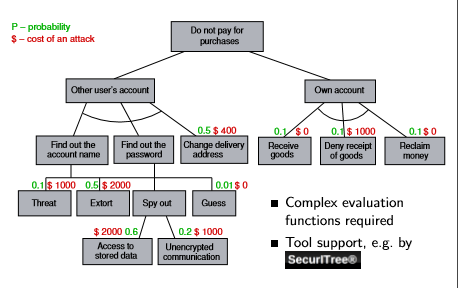 P – probability
$ – cost of an attack
Do not pay for
purchases
Other user's account
Own account
0.5 $ 400
0.1 $ 0
0.1 $ 1000
0.1 $ 0
Find out the
account name
Find out the
password
Change delivery
address
Receive
goods
Deny receipt
of goods
Reclaim
money
0.1 $ 1000
0.5 $ 2000
0.01 $ 0
Threat
Extort
Spy out
Guess
$ 2000 0.6
0.2 $ 1000
Access to
stored data
Unencrypted
communication
Complex evaluation
functions required
Tool support, e.g. by
SecurITree®